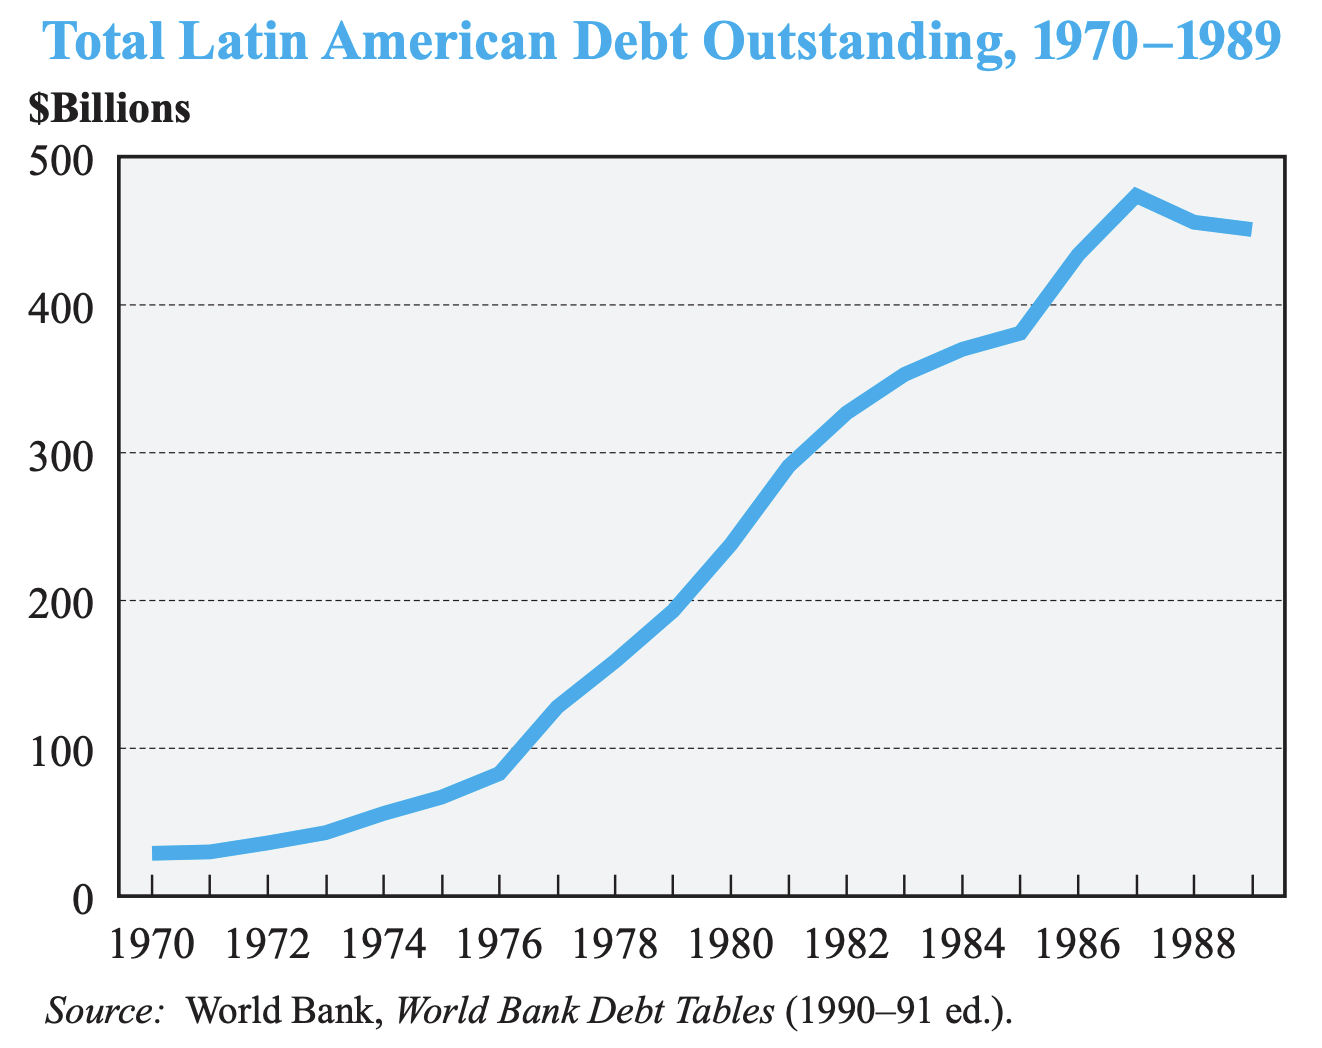 Total Latin American Debt Outstanding, 1970–1989
$Billions
500
400
300
200
100
0
1970 1972 1974 1976 1978 1980 1982 1984 1986 1988
Source: World Bank, World Bank Debt Tables (1990–91 ed.).